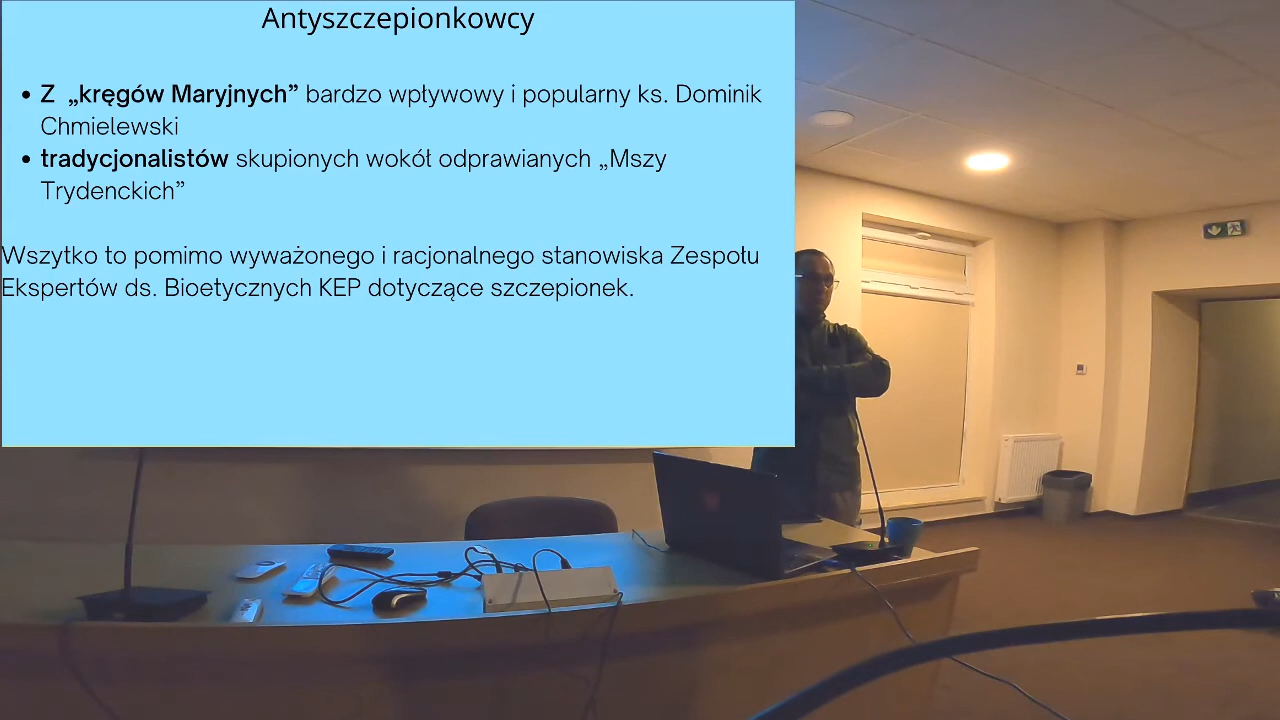 Antyszczepionkowcy
• Z „kręgów Maryjnych” bardzo wpływowy i popularny ks. Dominik
Chmielewski
• tradycjonalistów skupionych wokół odprawianych „Mszy
Trydenckich”
Wszytko to pomimo wyważonego i racjonalnego stanowiska Zespołu
Ekspertów ds. Bioetycznych KEP dotyczące szczepionek.